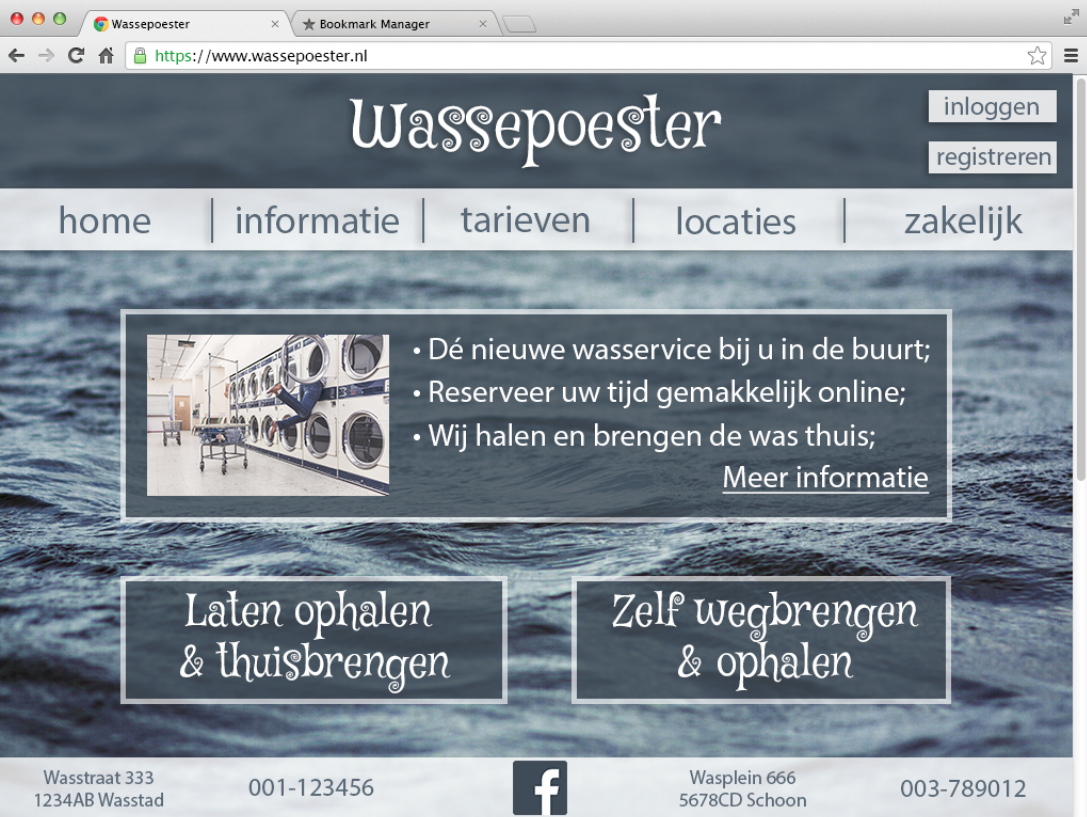 Wassepoester
Bookmark Manager
https://www.wassepoester.nl
Wassepoester
inloggen
registreren
home
informatie
tarieven
locaties
zakelijk
• Dé nieuwe wasservice bij u in de buurt;
• Reserveer uw tijd gemakkelijk online;
• Wij halen en brengen de was thuis;
Meer informatie
Laten ophalen
& thuisbrengen
Zelf wegbrengen
& ophalen
Wasstraat 333
1234AB Wasstad
001-123456
f
Wasplein 666
5678CD Schoon
003-789012